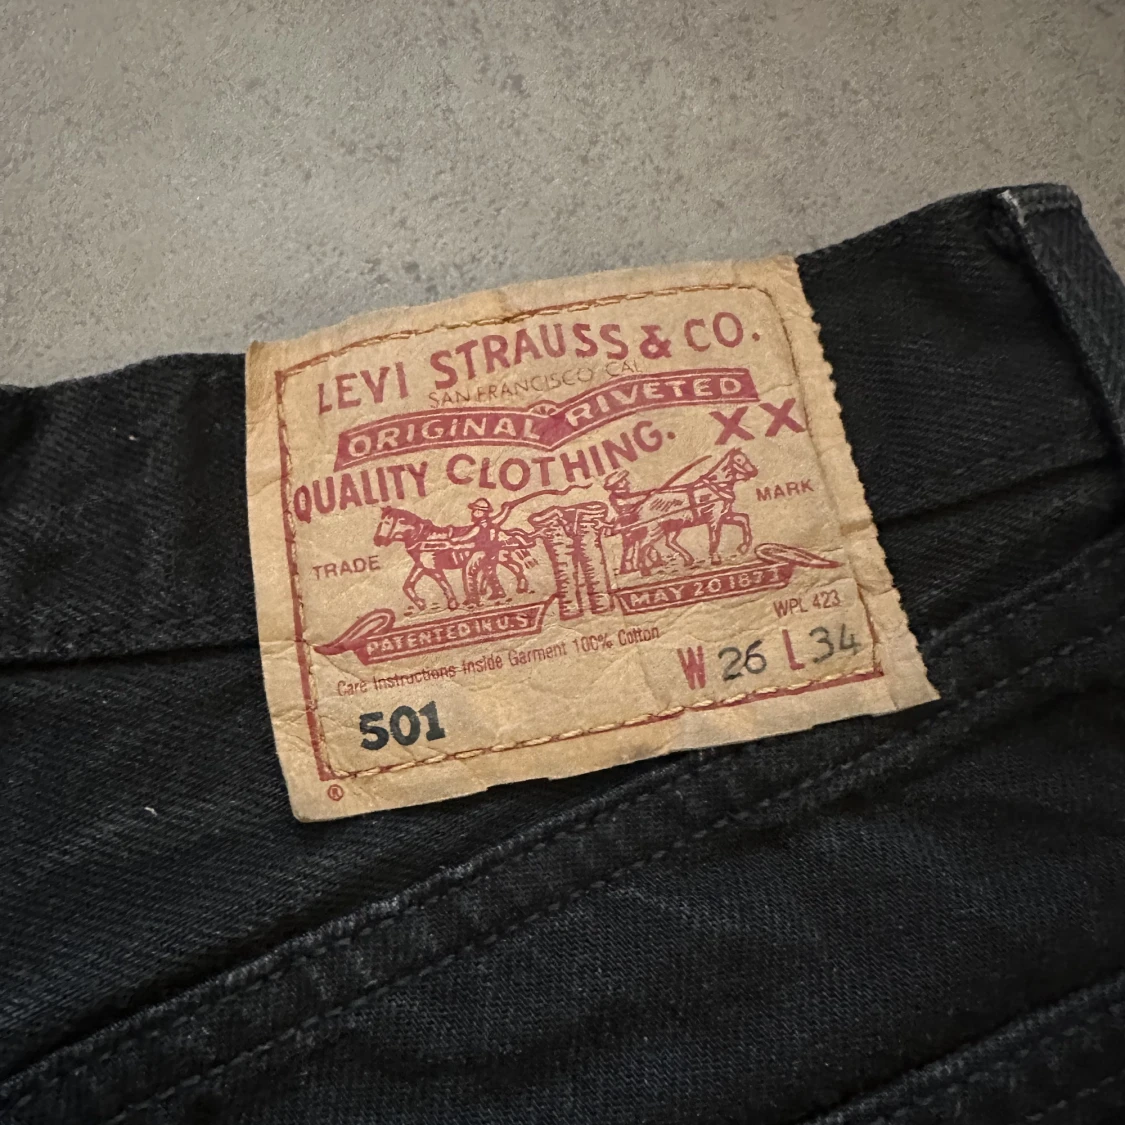 LEVI STRAUSS & CO.
SAN FRANCISCO CAL
ORIGINAL RIVETED
QUALITY CLOTHING. XX
TRADE MARK
PATENTED IN U.S. MAY 20 1873
WPL 423
Care Instructions Inside Garment 100% Cotton
W 26 L 34
501
®